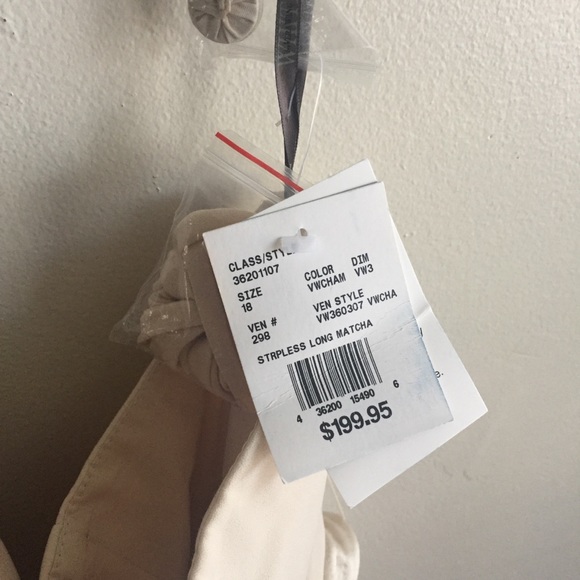 CLASS/STYLE
36201107
COLOR DIM
VWCHAM VW3
SIZE
18
VEN # VEN STYLE
298 VW360307 VWCHA
STRPLESS LONG MATCHA
4 36200 15490 6
$199.95
e.